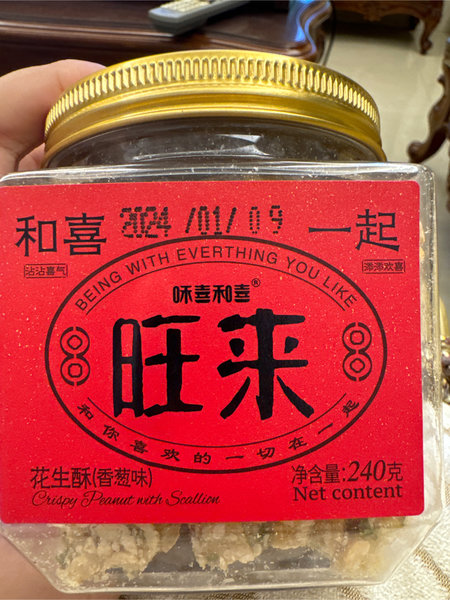 和喜 2024/01/09 一起
沾沾喜气
添添欢喜
BEING WITH EVERTHING YOU LIKE
味喜和喜®
旺来
和你喜欢的一切在一起
花生酥(香葱味)
Crispy Peanut with Scallion
净含量:240克
Net content